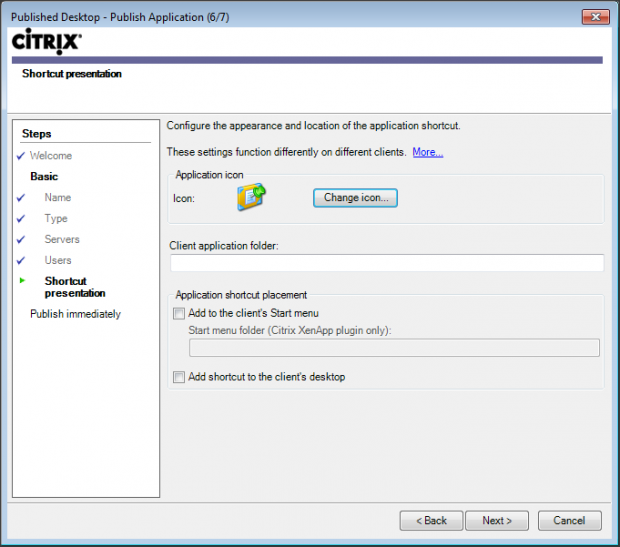 Published Desktop - Publish Application (6/7)
CITRIX
Shortcut presentation
Steps
Welcome
Basic
Name
Type
Servers
Users
Shortcut
presentation
Publish immediately
Configure the appearance and location of the application shortcut.
These settings function differently on different clients. More...
Application icon
Icon:
Change icon...
Client application folder:
Application shortcut placement
Add to the client's Start menu
Start menu folder (Citrix XenApp plugin only):
Add shortcut to the client's desktop
< Back
Next >
Cancel